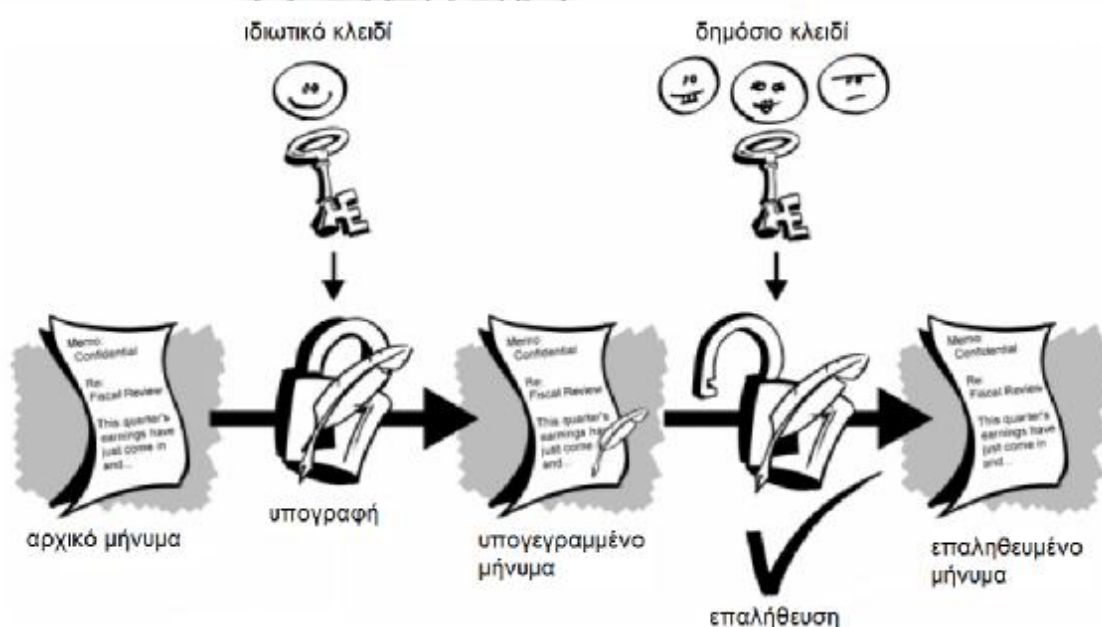 ιδιωτικό κλειδί
δημόσιο κλειδί
Memo:
Confidential
Re:
Fiscal Review
This quarter's
earnings have
just come in
and...
αρχικό μήνυμα
υπογραφή
Memo:
Confidential
Re:
Fiscal Review
This quarter's
earnings have
just come
and...
υπογεγραμμένο
μήνυμα
επαλήθευση
Memo:
Confidential
Re:
Fiscal Review
This quarter's
earnings have
just come in
and...
επαληθευμένο
μήνυμα